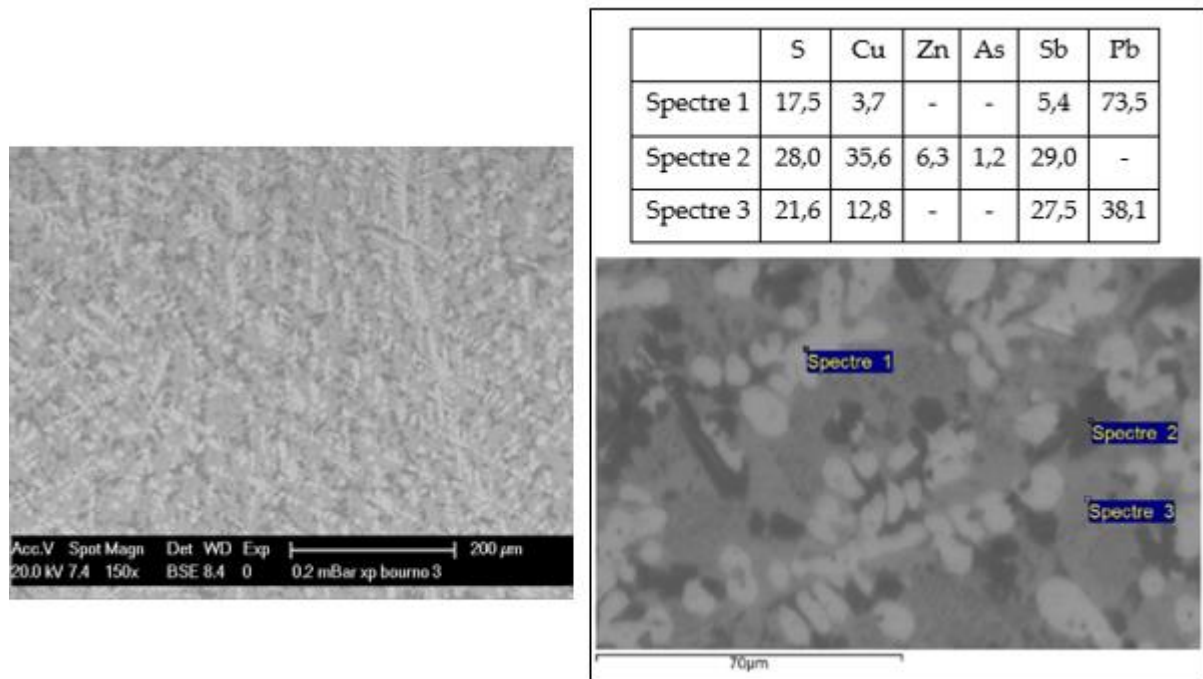 Acc.V Spot Magn Det WD Exp 200 µm
20.0 kV 7.4 150x BSE 8.4 0 0.2 mBar xp bourno 3
S Cu Zn As Sb Pb
Spectre 1 17,5 3,7 - - 5,4 73,5
Spectre 2 28,0 35,6 6,3 1,2 29,0 -
Spectre 3 21,6 12,8 - - 27,5 38,1
Spectre 1
Spectre 2
Spectre 3
70µm